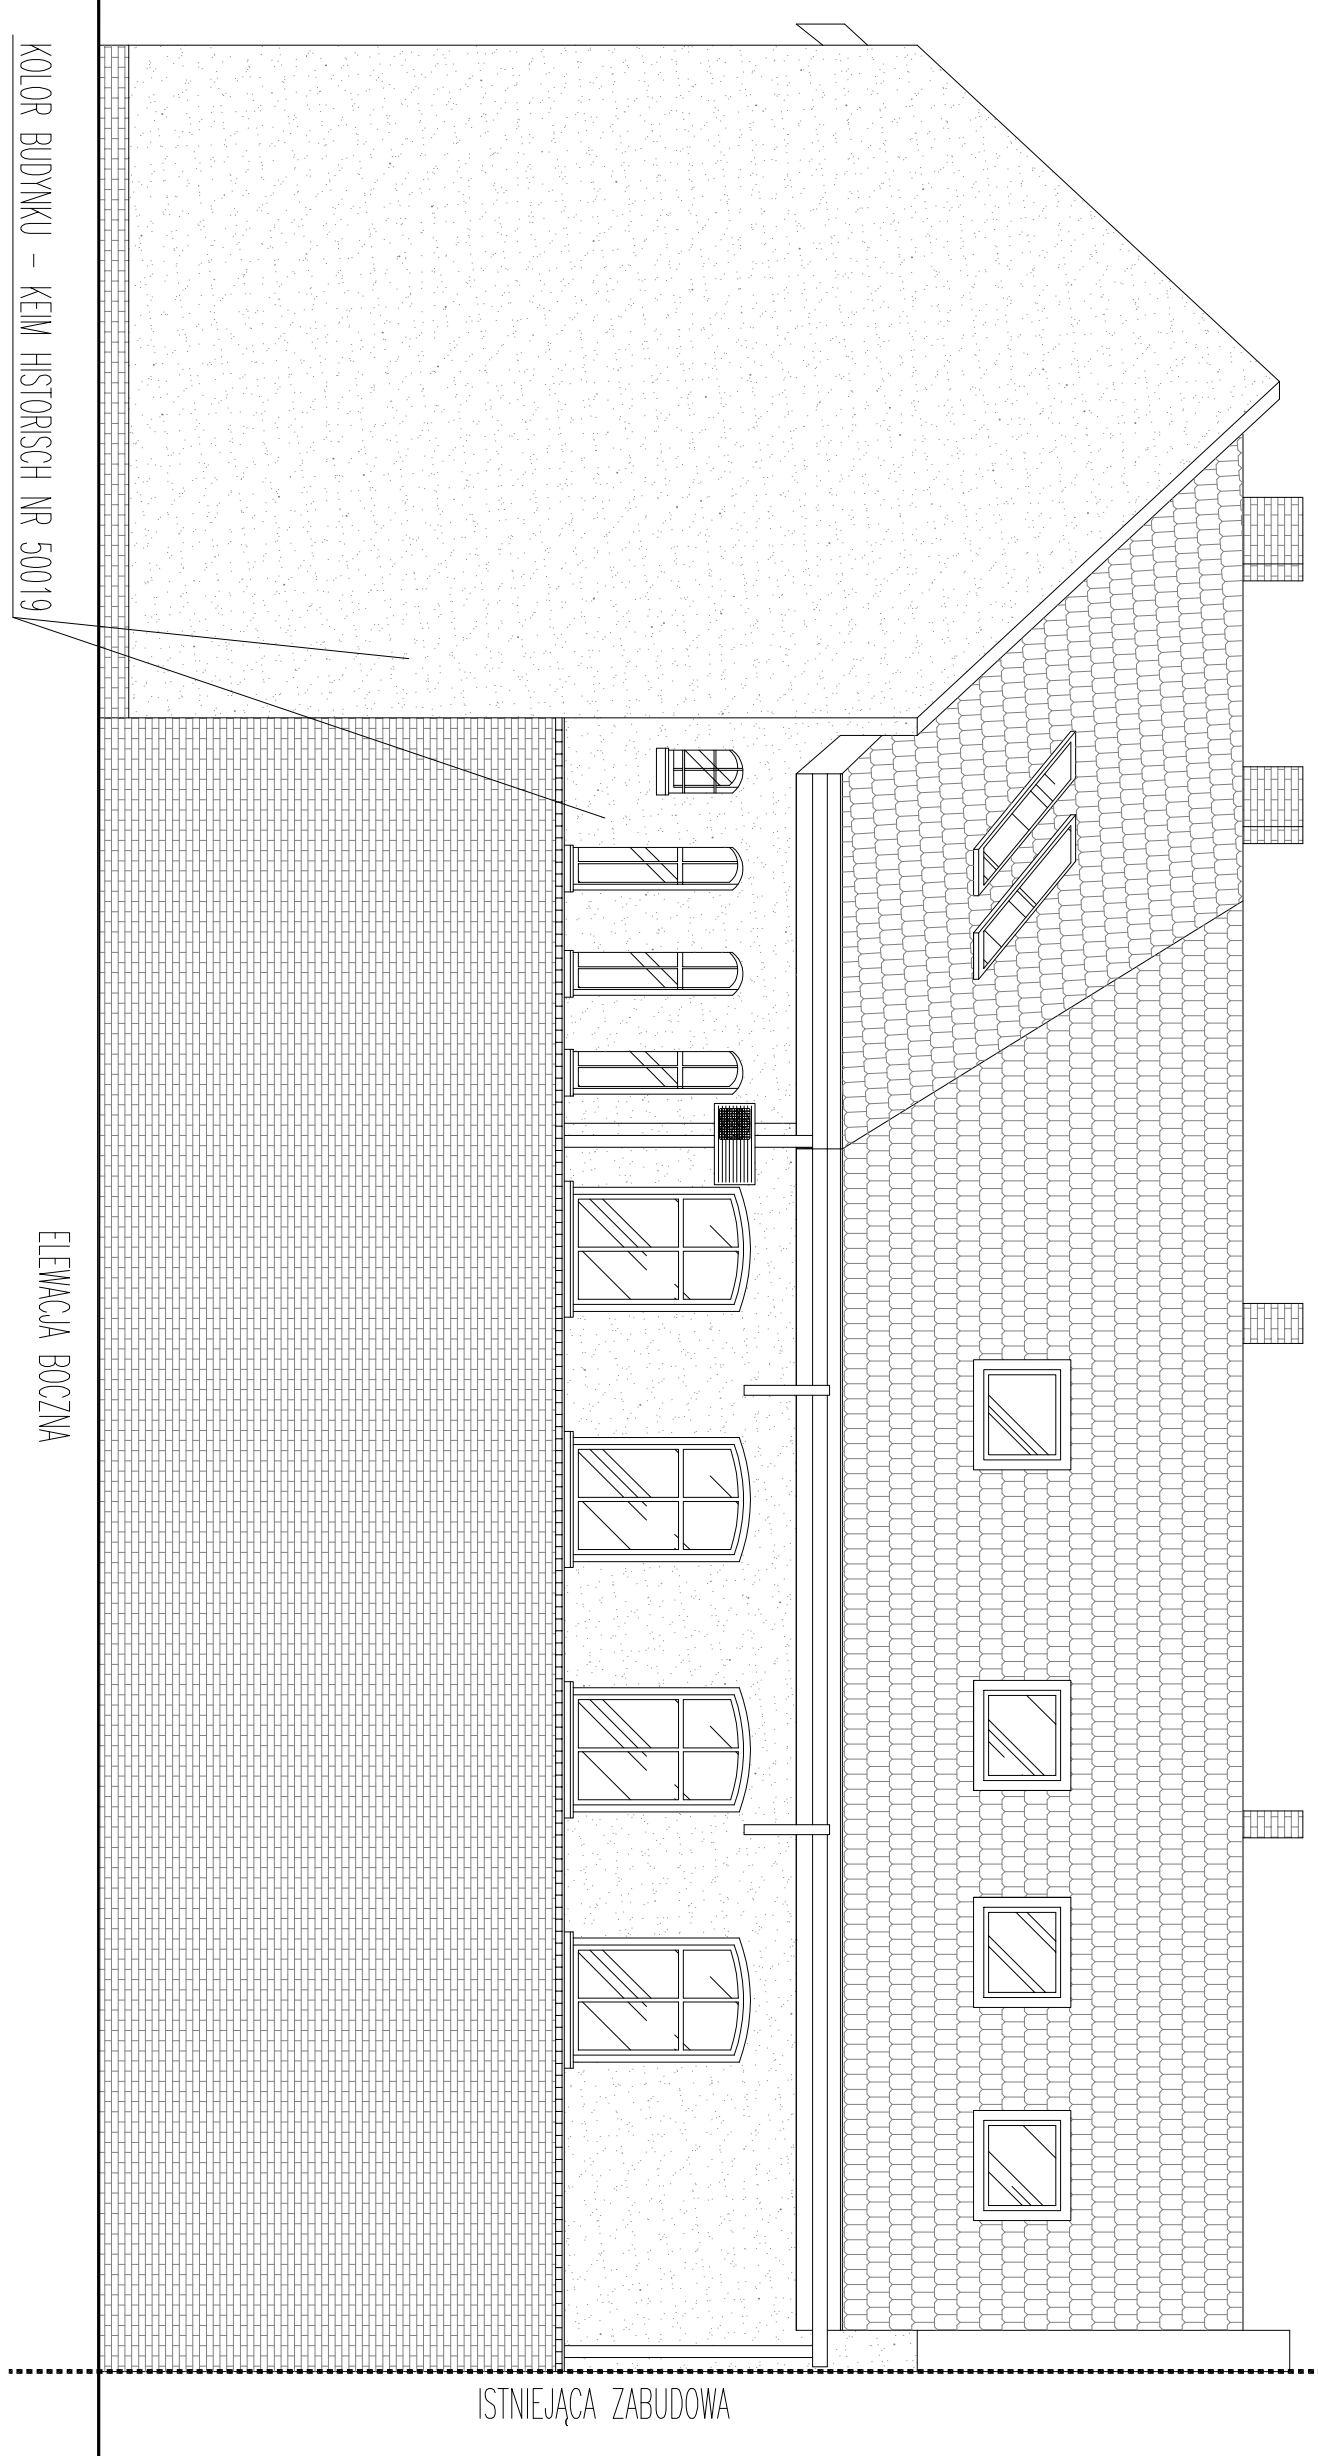 KOLOR BUDYNKU - KEIM HISTORISCH NR 50019
ELEWACJA BOCZNA
ISTNIEJĄCA ZABUDOWA